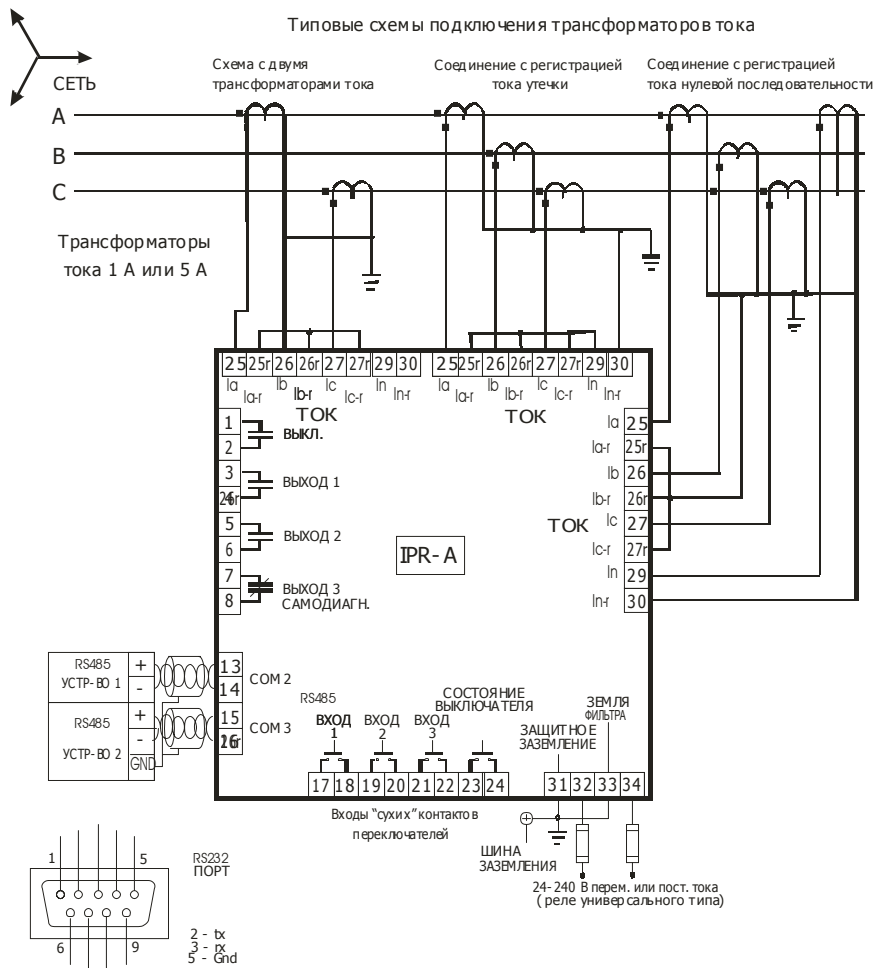 Типовые схемы подключения трансформаторов тока
СЕТЬ
Схема с двумя
трансформаторами тока
Соединение с регистрацией
тока утечки
Соединение с регистрацией
тока нулевой последовательности
A
B
C
Трансформаторы
тока 1 А или 5 А
25 25r 26 26r 27 27r 29 30
Ia Ia-r Ib Ib-r Ic Ic-r In In-r
ТОК
25 25r 26 26r 27 27r 29 30
Ia Ia-r Ib Ib-r Ic Ic-r In In-r
ТОК
Ia 25
Ia-r 25r
Ib 26
Ib-r 26r
ТОК
Ic 27
Ic-r 27r
In 29
In-r 30
1
ВЫКЛ.
2
3
ВЫХОД 1
5
ВЫХОД 2
6
7
ВЫХОД 3
САМОДИАГН.
8
IPR-A
RS485
УСТР-ВО 1
+
-
13
14
COM 2
RS485
УСТР-ВО 2
+
-
GND
15
COM 3
RS485
ВХОД
1
ВХОД
2
ВХОД
3
СОСТОЯНИЕ
ВЫКЛЮЧАТЕЛЯ
ЗАЩИТНОЕ
ЗАЗЕМЛЕНИЕ
ЗЕМЛЯ
ФИЛЬТРА
17 18 19 20 21 22 23 24
31 32 33 34
Входы "сухих" контактов
переключателей
ШИНА
ЗАЗЕМЛЕНИЯ
24-240 В перем. или пост. тока
(реле универсального типа)
1
5
RS232
ПОРТ
6
9
2 - tx
3 - rx
5 - Gnd